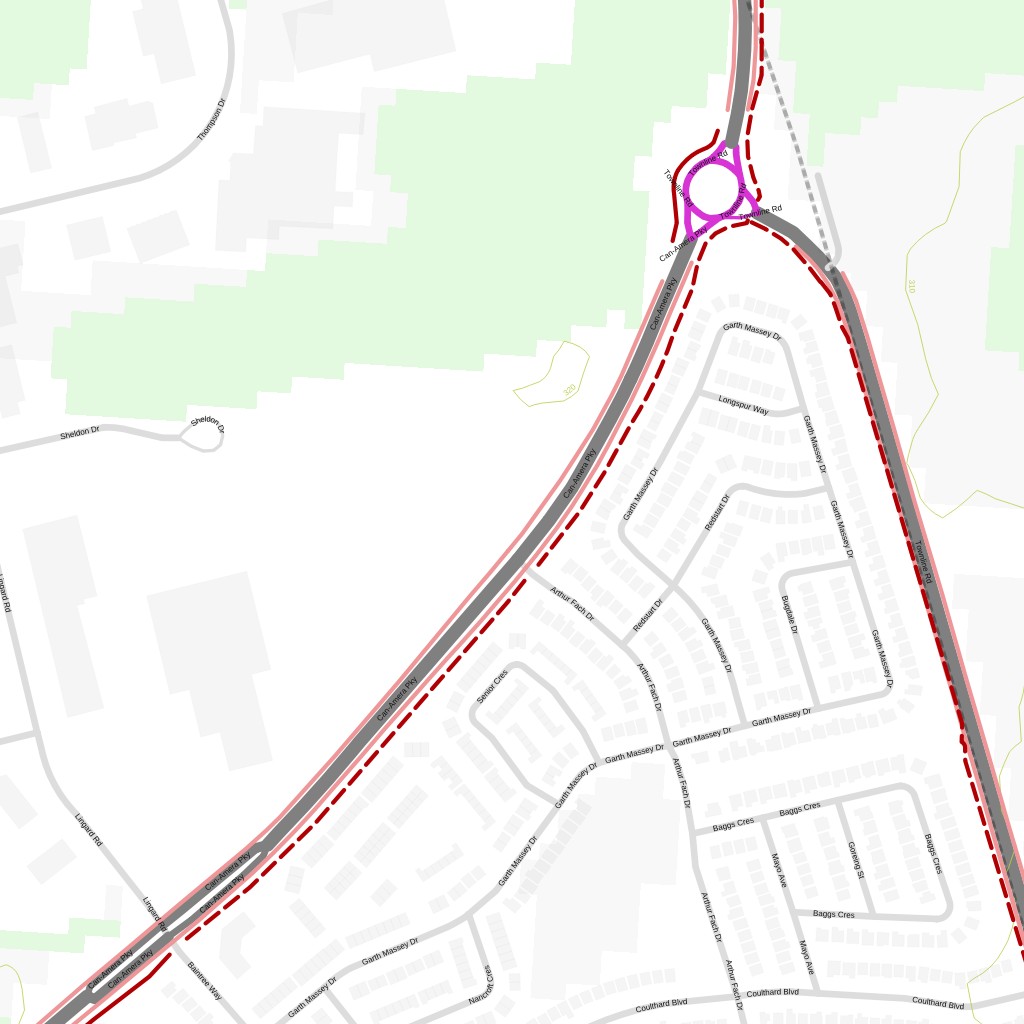 Thompson Dr
Townline Rd
Townline Rd
Townline Rd
Townline Rd
Can-Amera Pky
Can-Amera Pky
310
Garth Massey Dr
320
Longspur Way
Sheldon Dr
Sheldon Dr
Garth Massey Dr
Can-Amera Pky
Garth Massey Dr
Redstart Dr
Garth Massey Dr
Townline Rd
Lingard Rd
Arthur Fach Dr
Redstart Dr
Bugdale Dr
Garth Massey Dr
Garth Massey Dr
Senior Cres
Arthur Fach Dr
Can-Amera Pky
Garth Massey Dr
Garth Massey Dr
Garth Massey Dr
Garth Massey Dr
Arthur Fach Dr
Baggs Cres
Baggs Cres
Lingard Rd
Garth Massey Dr
Baggs Cres
Goreing St
Mayo Ave
Can-Amera Pky
Can-Amera Pky
Lingard Rd
Baggs Cres
Arthur Fach Dr
Garth Massey Dr
Mayo Ave
Can-Amera Pky
Can-Amera Pky
Baintree Way
Garth Massey Dr
Nancroft Cres
Arthur Fach Dr
Coulthard Blvd
Coulthard Blvd
Coulthard Blvd